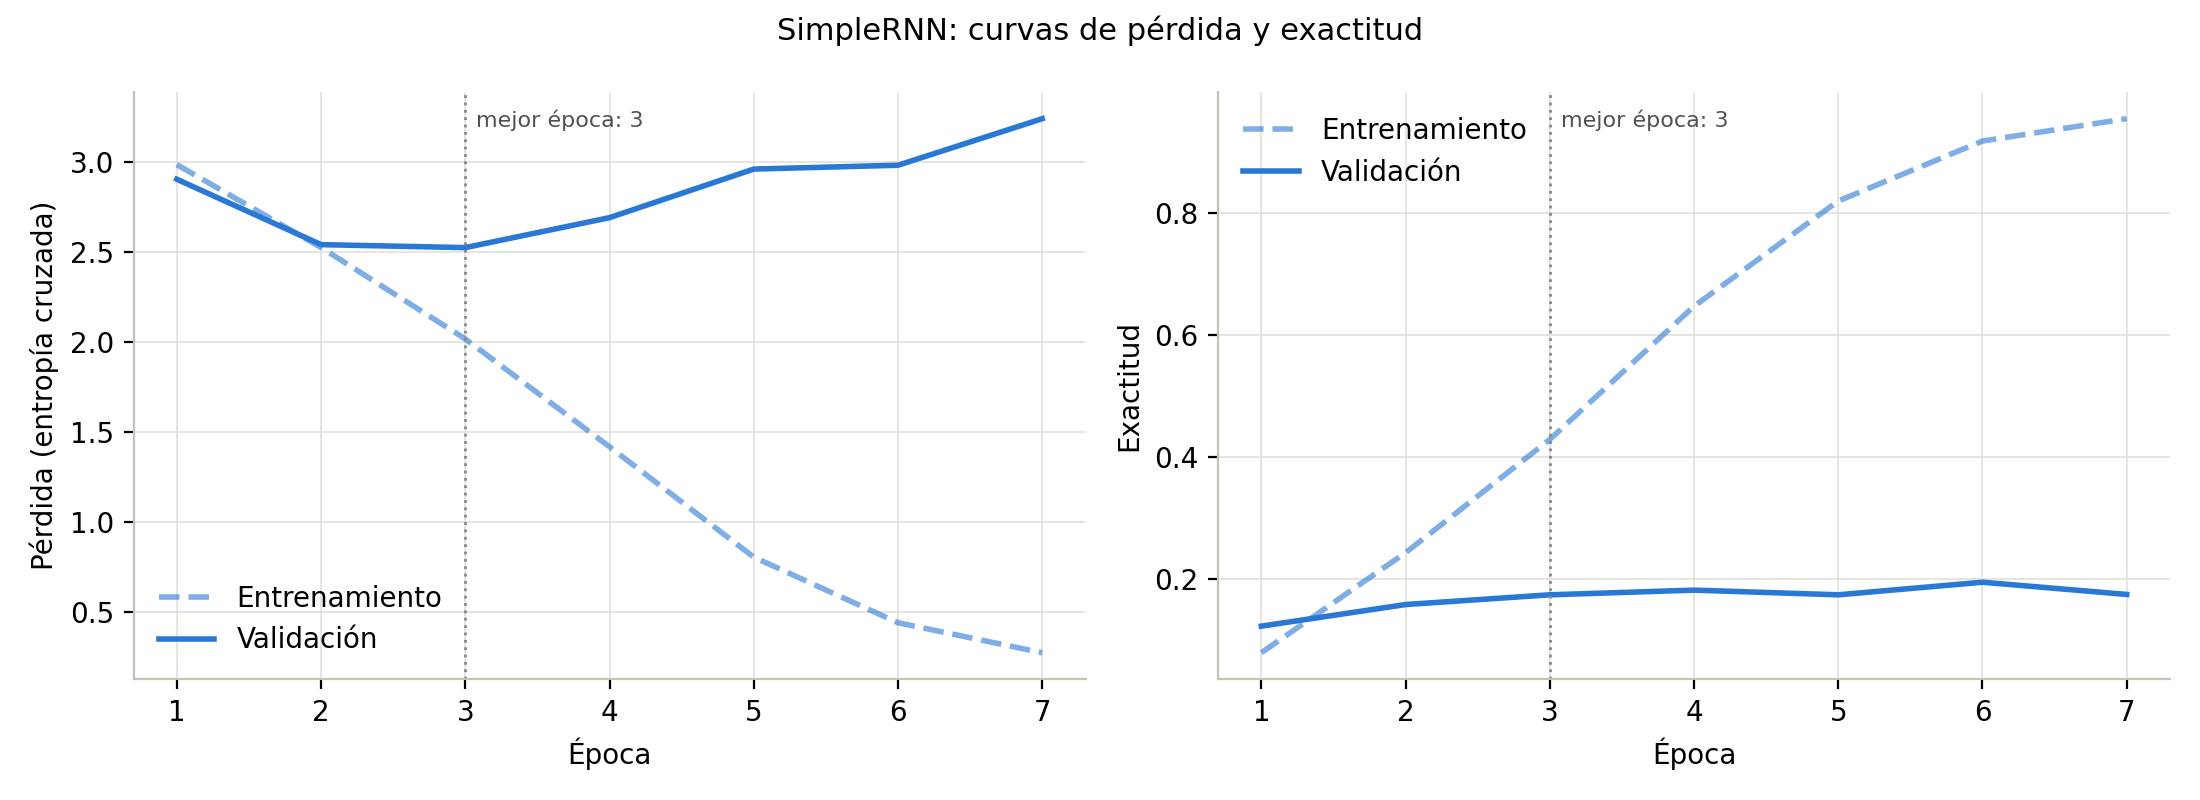 SimpleRNN: curvas de pérdida y exactitud
Pérdida (entropía cruzada)
3.0
2.5
2.0
1.5
1.0
0.5
mejor época: 3
Entrenamiento
Validación
1 2 3 4 5 6 7
Época
Exactitud
0.8
0.6
0.4
0.2
Entrenamiento
Validación
mejor época: 3
1 2 3 4 5 6 7
Época